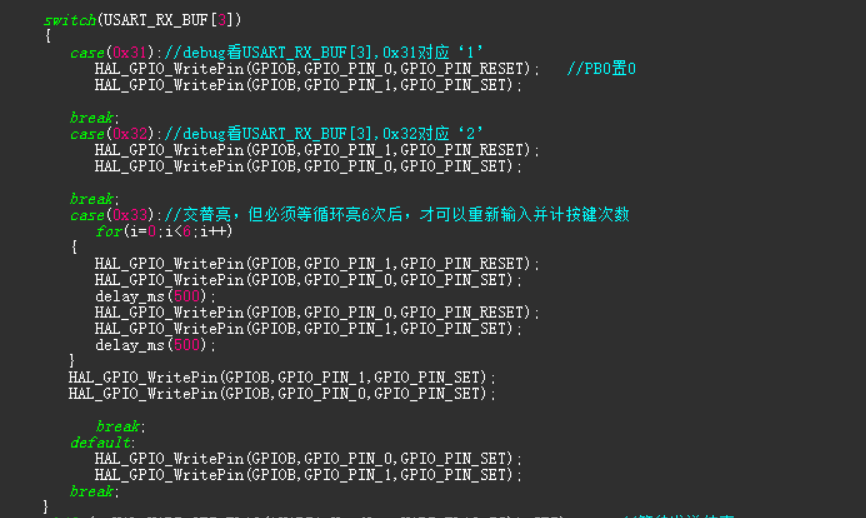 switch(USART_RX_BUF[3])
{
case(0x31)://debug看USART_RX_BUF[3],0x31对应‘1’
HAL_GPIO_WritePin(GPIOB,GPIO_PIN_0,GPIO_PIN_RESET); //PB0置0
HAL_GPIO_WritePin(GPIOB,GPIO_PIN_1,GPIO_PIN_SET);
break;
case(0x32)://debug看USART_RX_BUF[3],0x32对应‘2’
HAL_GPIO_WritePin(GPIOB,GPIO_PIN_1,GPIO_PIN_RESET);
HAL_GPIO_WritePin(GPIOB,GPIO_PIN_0,GPIO_PIN_SET);
break;
case(0x33)://交替亮，但必须等循环亮6次后，才可以重新输入并计按键次数
for(i=0;i<6;i++)
{
HAL_GPIO_WritePin(GPIOB,GPIO_PIN_1,GPIO_PIN_RESET);
HAL_GPIO_WritePin(GPIOB,GPIO_PIN_0,GPIO_PIN_SET);
delay_ms(500);
HAL_GPIO_WritePin(GPIOB,GPIO_PIN_0,GPIO_PIN_RESET);
HAL_GPIO_WritePin(GPIOB,GPIO_PIN_1,GPIO_PIN_SET);
delay_ms(500);
}
HAL_GPIO_WritePin(GPIOB,GPIO_PIN_1,GPIO_PIN_SET);
HAL_GPIO_WritePin(GPIOB,GPIO_PIN_0,GPIO_PIN_SET);
break;
default:
HAL_GPIO_WritePin(GPIOB,GPIO_PIN_0,GPIO_PIN_SET);
HAL_GPIO_WritePin(GPIOB,GPIO_PIN_1,GPIO_PIN_SET);
break;
}